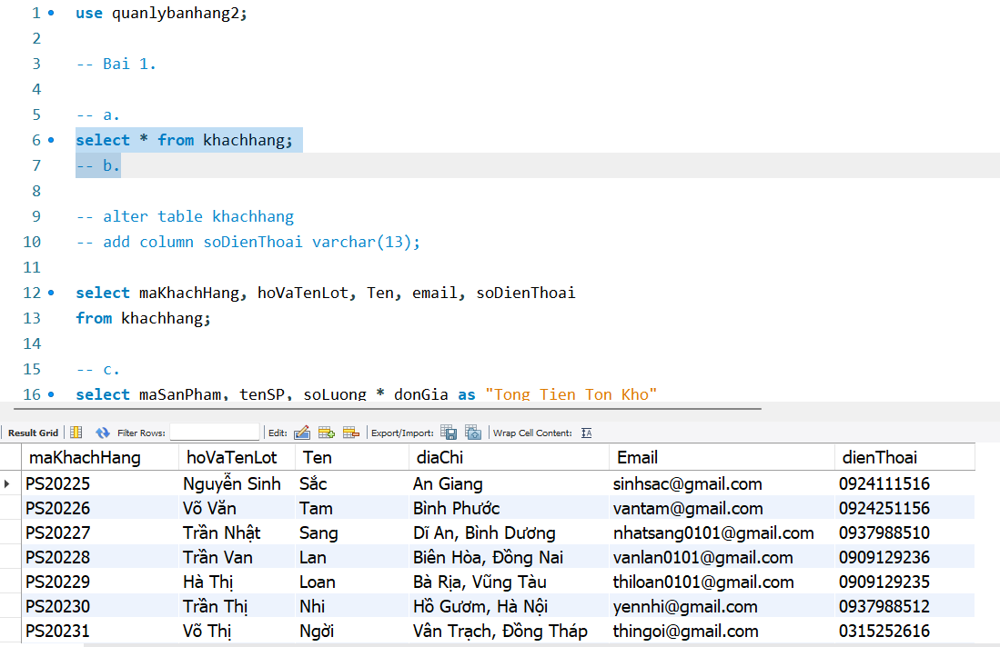 1 use quanlybanhang2;
2
3 -- Bai 1.
4
5 -- a.
6 select * from khachhang;
7 -- b.
8
9 -- alter table khachhang
10 -- add column soDienThoai varchar(13);
11
12 select maKhachHang, hoVaTenLot, Ten, email, soDienThoai
13 from khachhang;
14
15 -- c.
16 select maSanPham, tenSP, soLuong * donGia as "Tong Tien Ton Kho"
Result Grid Filter Rows: Edit: Export/Import: Wrap Cell Content: IA
maKhachHang hoVaTenLot Ten diaChi Email dienThoai
PS20225 Nguyễn Sinh Sắc An Giang sinhsac@gmail.com 0924111516
PS20226 Võ Văn Tam Bình Phước vantam@gmail.com 0924251156
PS20227 Trần Nhật Sang Dĩ An, Bình Dương nhatsang0101@gmail.com 0937988510
PS20228 Trần Van Lan Biên Hòa, Đồng Nai vanlan0101@gmail.com 0909129236
PS20229 Hà Thị Loan Bà Rịa, Vũng Tàu thiloan0101@gmail.com 0909129235
PS20230 Trần Thị Nhi Hồ Gươm, Hà Nội yennhi@gmail.com 0937988512
PS20231 Võ Thị Ngời Vân Trạch, Đồng Tháp thingoi@gmail.com 0315252616